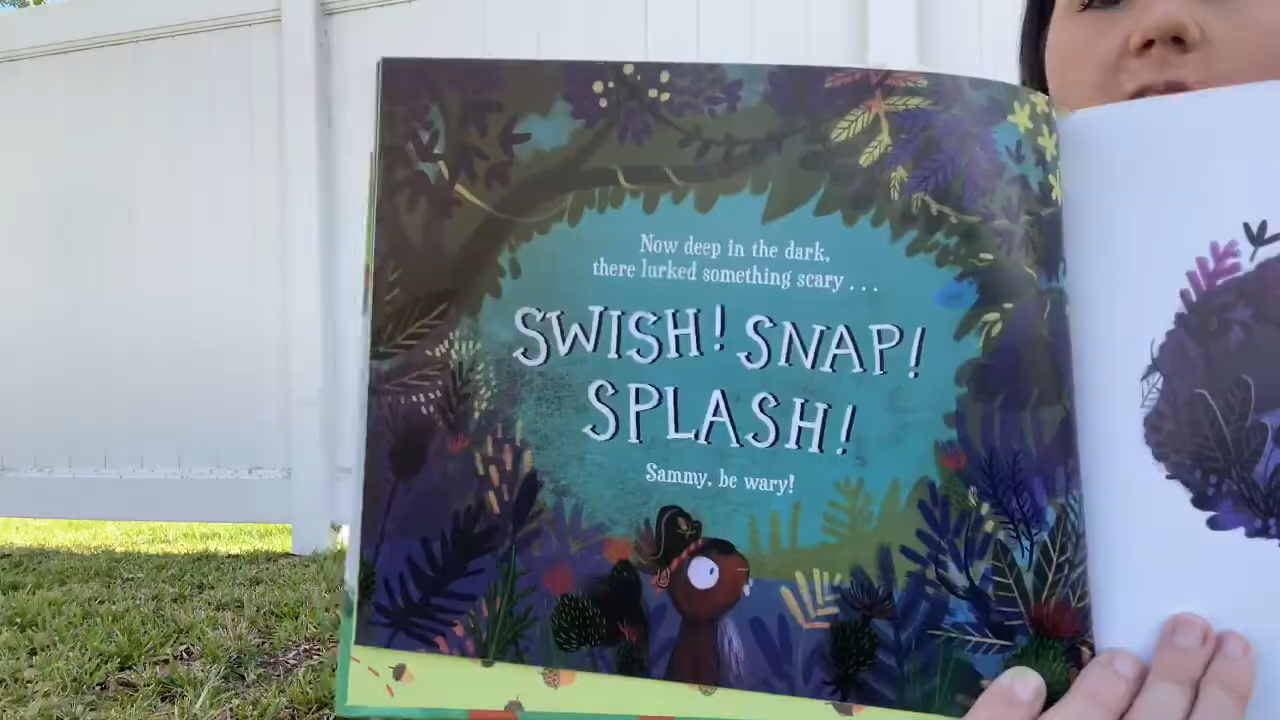 Now deep in the dark,
there lurked something scary . . .
SWISH! SNAP!
SPLASH!
Sammy, be wary!